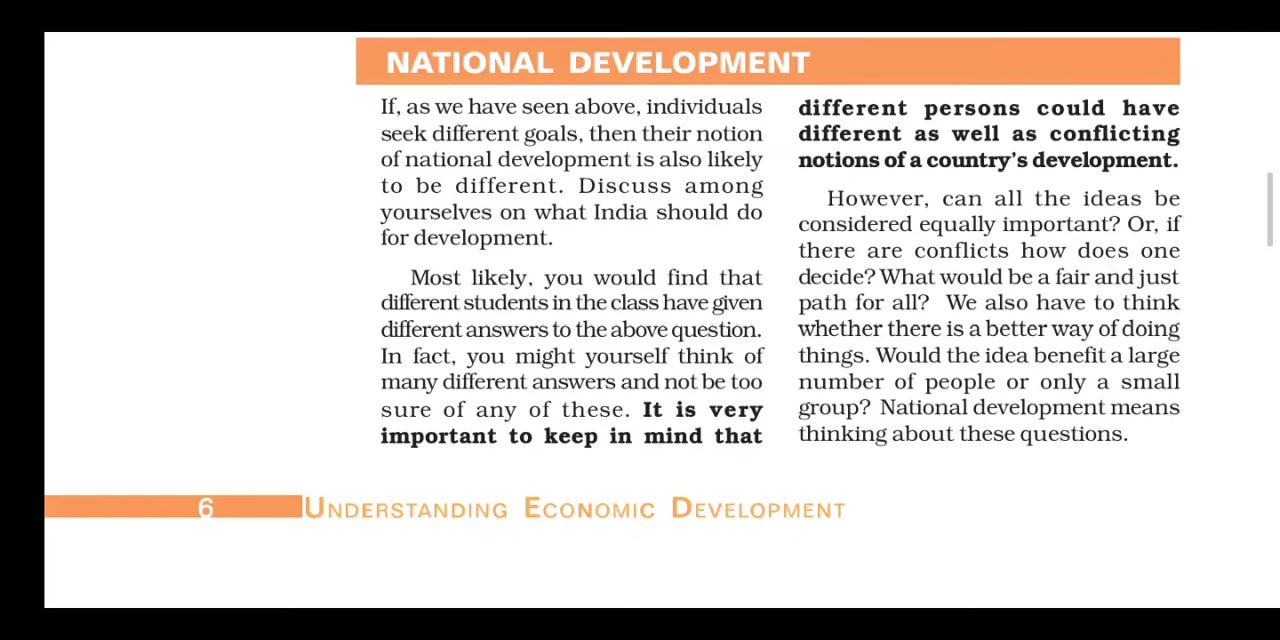 NATIONAL DEVELOPMENT
If, as we have seen above, individuals
seek different goals, then their notion
of national development is also likely
to be different. Discuss among
yourselves on what India should do
for development.
Most likely, you would find that
different students in the class have given
different answers to the above question.
In fact, you might yourself think of
many different answers and not be too
sure of any of these. It is very
important to keep in mind that
different persons could have
different as well as conflicting
notions of a country's development.
However, can all the ideas be
considered equally important? Or, if
there are conflicts how does one
decide? What would be a fair and just
path for all? We also have to think
whether there is a better way of doing
things. Would the idea benefit a large
number of people or only a small
group? National development means
thinking about these questions.
6 UNDERSTANDING ECONOMIC DEVELOPMENT